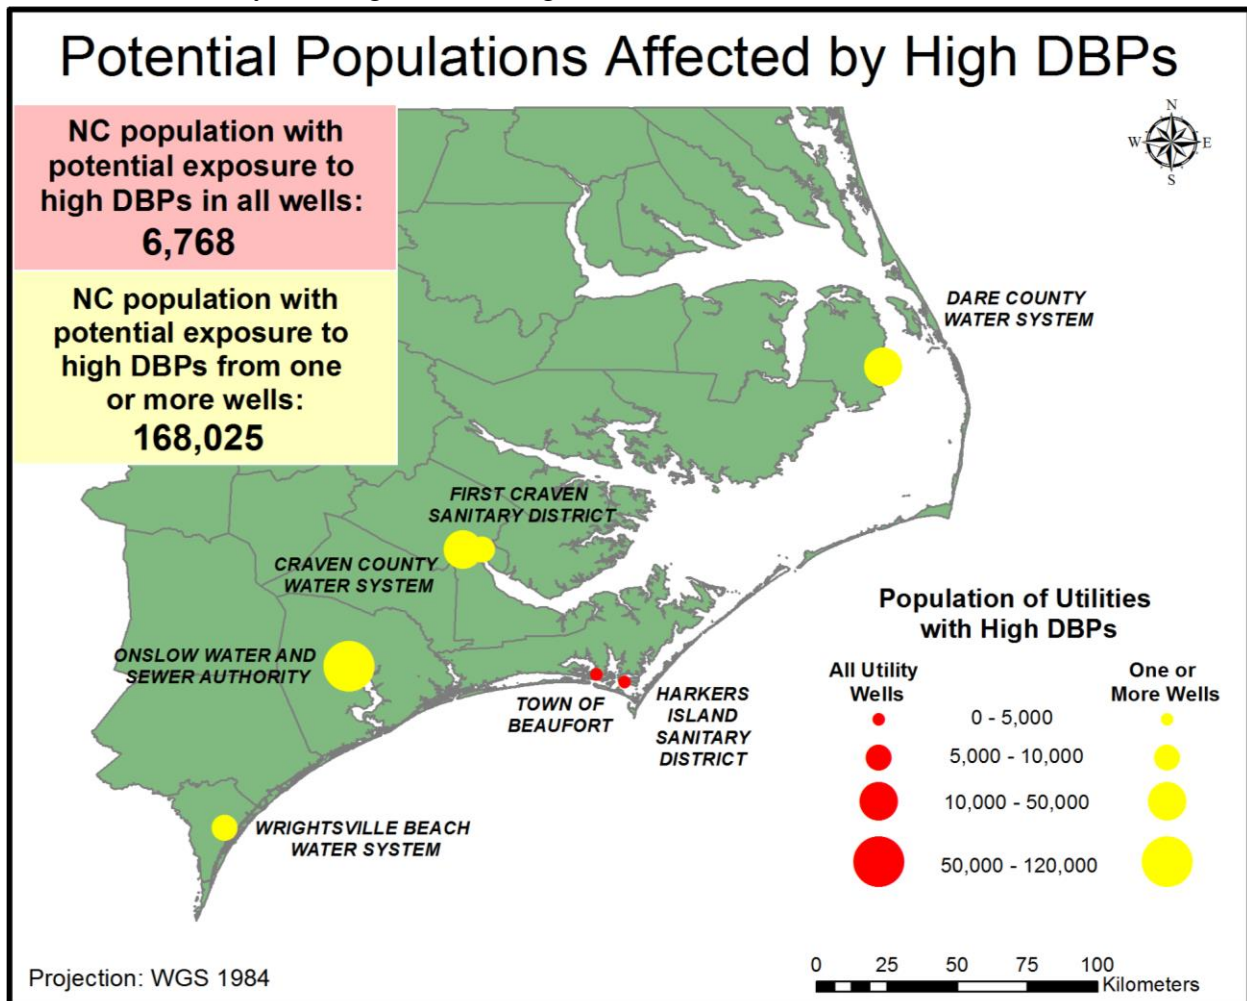 Potential Populations Affected by High DBPs
NC population with
potential exposure to
high DBPs in all wells:
6,768
NC population with
potential exposure to
high DBPs from one
or more wells:
168,025
N
W
E
S
DARE COUNTY
WATER SYSTEM
FIRST CRAVEN
SANITARY DISTRICT
CRAVEN COUNTY
WATER SYSTEM
ONSLOW WATER AND
SEWER AUTHORITY
TOWN OF
BEAUFORT
HARKERS
ISLAND
SANITARY
DISTRICT
WRIGHTSVILLE BEACH
WATER SYSTEM
Population of Utilities
with High DBPs
All Utility
Wells
One or
More Wells
0 - 5,000
5,000 - 10,000
10,000 - 50,000
50,000 - 120,000
Projection: WGS 1984
0 25 50 75 100
Kilometers